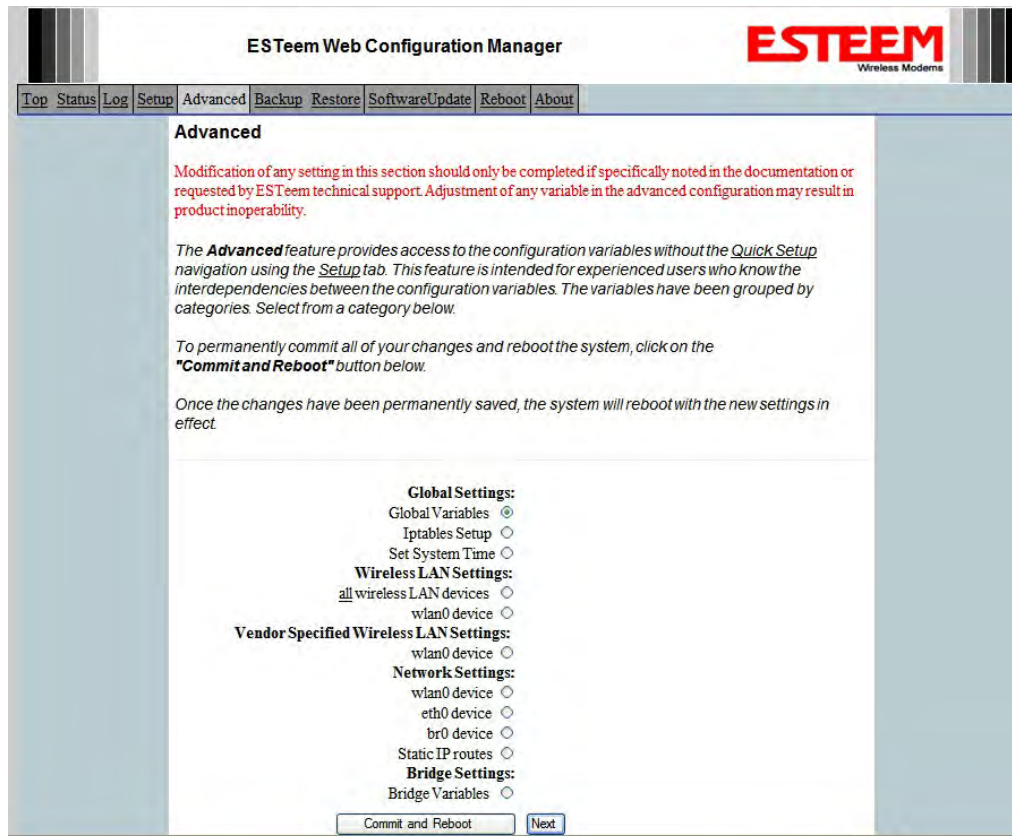 ESTeem Web Configuration Manager
ESTEEM
Wireless Modems
Top Status Log Setup Advanced Backup Restore SoftwareUpdate Reboot About
Advanced
Modification of any setting in this section should only be completed if specifically noted in the documentation or
requested by ESTeem technical support. Adjustment of any variable in the advanced configuration may result in
product inoperability.
The Advanced feature provides access to the configuration variables without the Quick Setup
navigation using the Setup tab. This feature is intended for experienced users who know the
interdependencies between the configuration variables. The variables have been grouped by
categories. Select from a category below.
To permanently commit all of your changes and reboot the system, click on the
"Commit and Reboot" button below.
Once the changes have been permanently saved, the system will reboot with the new settings in
effect.
Global Settings:
Global Variables
Iptables Setup
Set System Time
Wireless LAN Settings:
all wireless LAN devices
wlan0 device
Vendor Specified Wireless LAN Settings:
wlan0 device
Network Settings:
wlan0 device
eth0 device
br0 device
Static IP routes
Bridge Settings:
Bridge Variables
Commit and Reboot Next